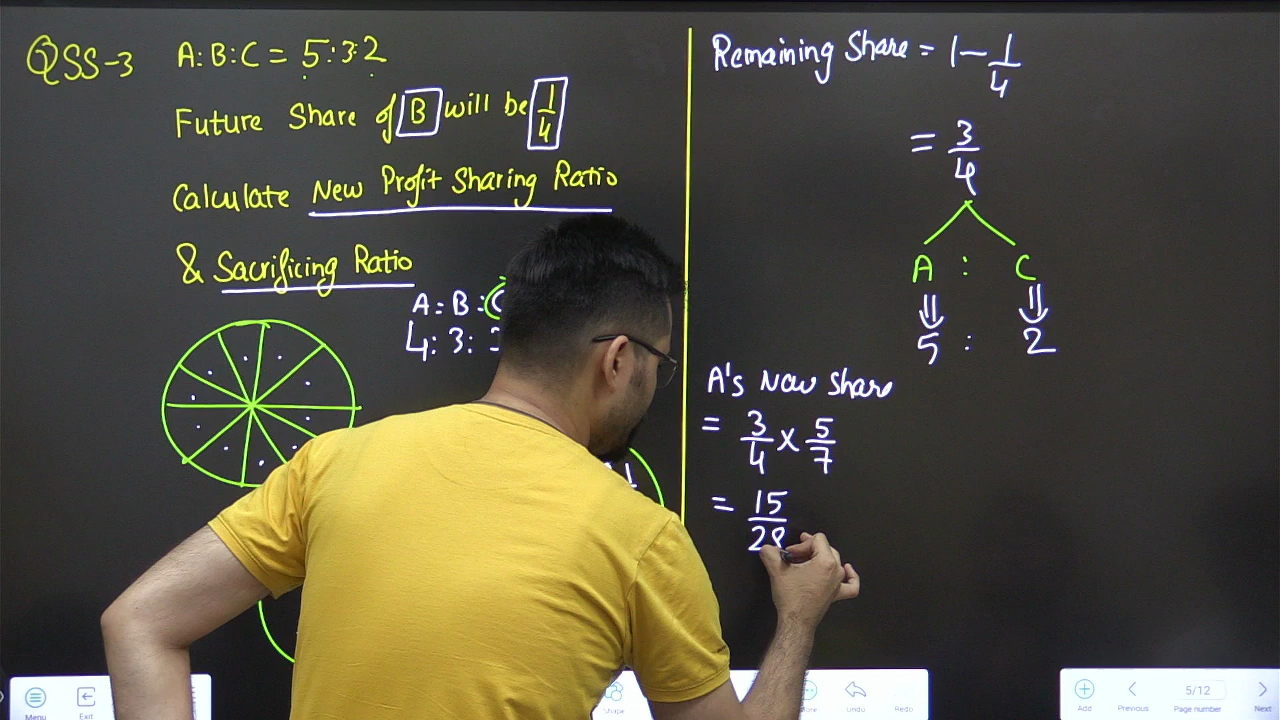 QSS-3 A:B:C = 5:3:2
Future Share of B will be 1/4
Calculate New Profit Sharing Ratio
& Sacrificing Ratio
A:B:C
4:3:
Remaining Share = 1 - 1/4
= 3/4
A : C
5 : 2
A's New Share
= 3/4 x 5/7
= 15/28
Menu Exit Shape More Undo Redo Add Previous 5/12 Page number Next